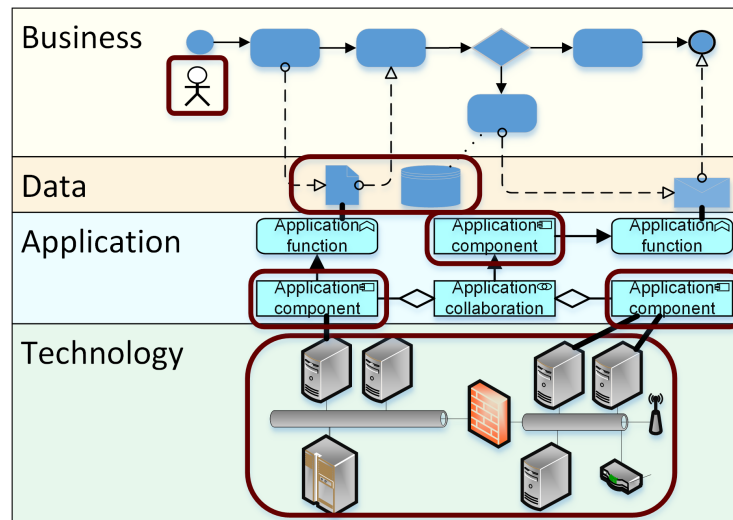 Business
Data
Application
Application
function
Application
component
Application
function
Application
component
Application
collaboration
Application
component
Technology